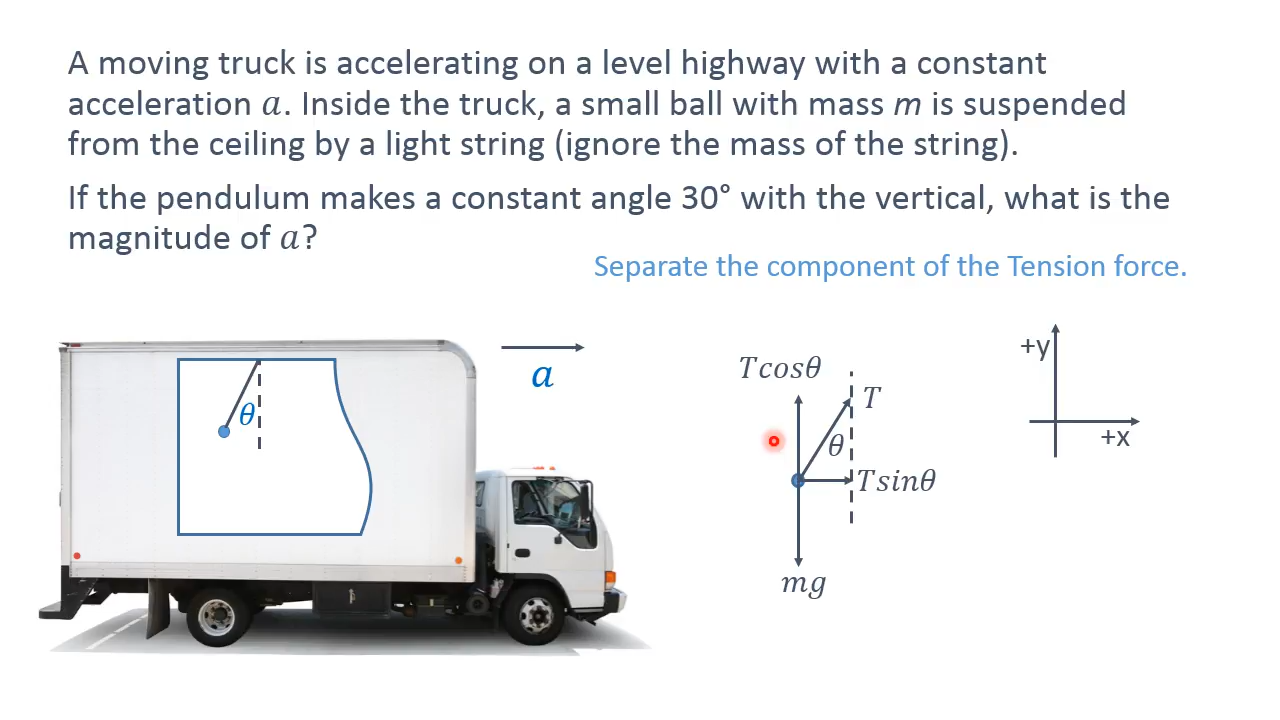 A moving truck is accelerating on a level highway with a constant
acceleration a. Inside the truck, a small ball with mass m is suspended
from the ceiling by a light string (ignore the mass of the string).
If the pendulum makes a constant angle 30° with the vertical, what is the
magnitude of a?
Separate the component of the Tension force.
a
θ
Tcosθ
T
θ
Tsinθ
mg
+y
+x